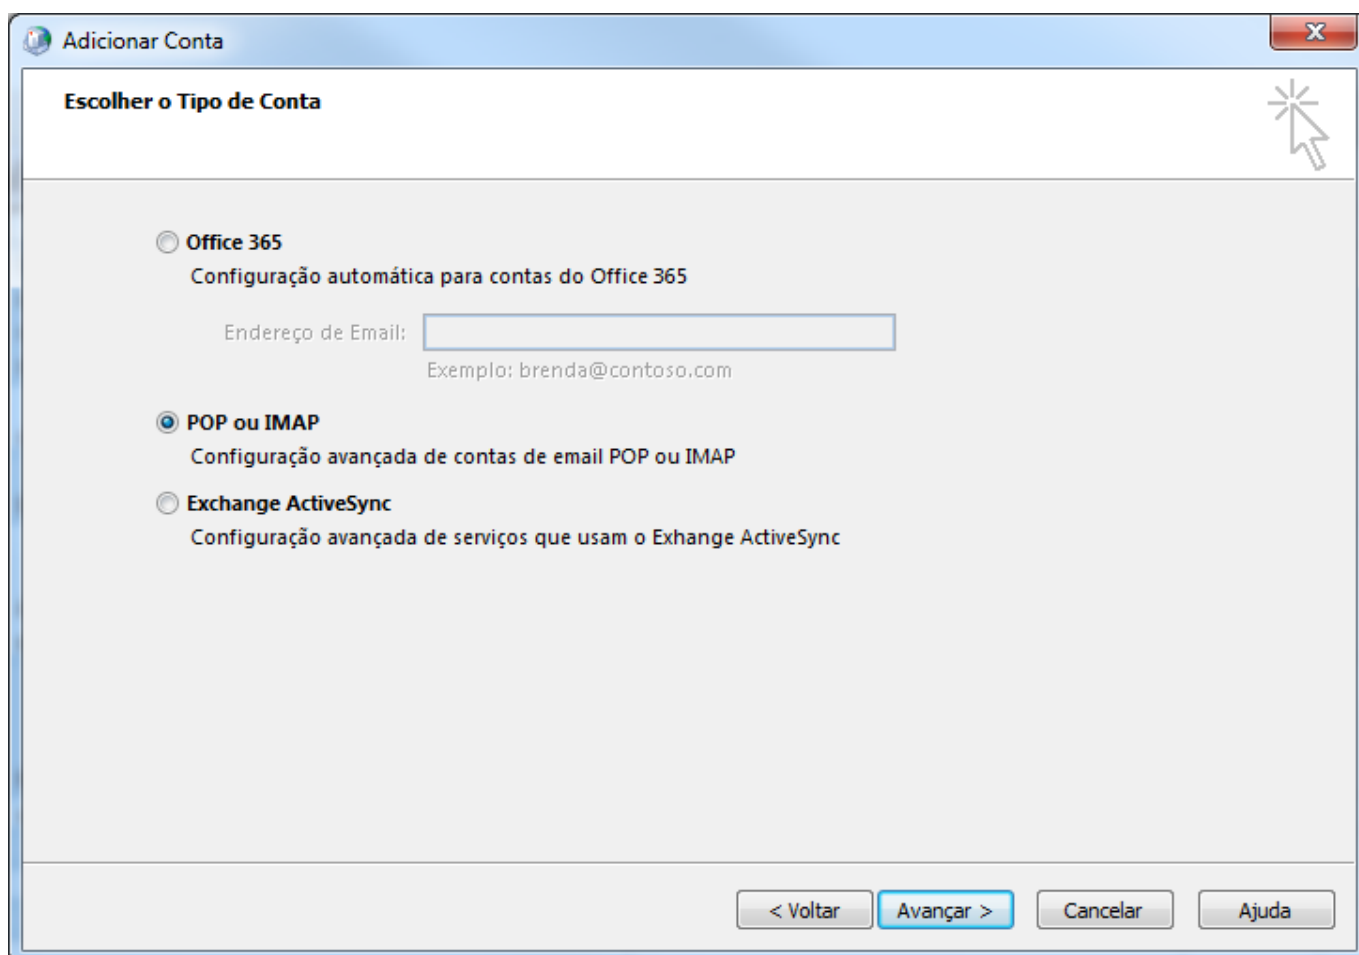 Adicionar Conta
X
Escolher o Tipo de Conta
Office 365
Configuração automática para contas do Office 365
Endereço de Email:
Exemplo: brenda@contoso.com
POP ou IMAP
Configuração avançada de contas de email POP ou IMAP
Exchange ActiveSync
Configuração avançada de serviços que usam o Exhange ActiveSync
< Voltar Avançar > Cancelar Ajuda